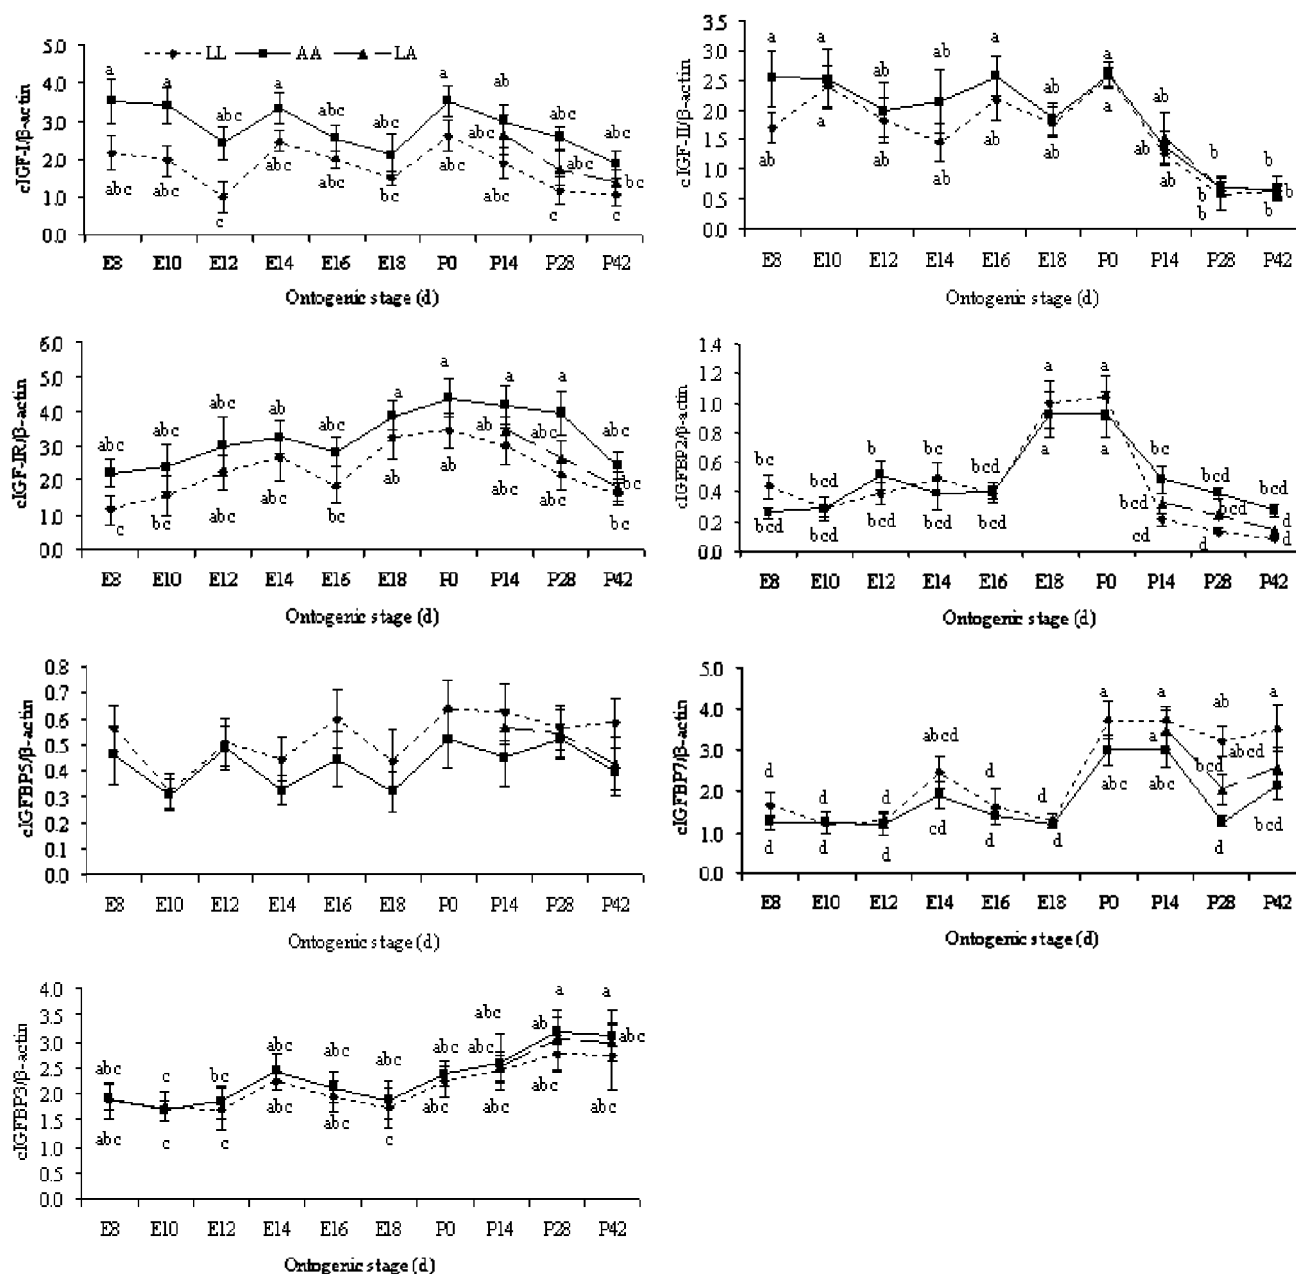 LL AA LA
cIGF-I/β-actin
5.0
4.0
3.0
2.0
1.0
0.0
a a abc a abc abc a ab abc abc
abc abc
bc
abc abc c abc abc bc abc abc c c
E8 E10 E12 E14 E16 E18 P0 P14 P28 P42
Ontogenic stage (d)
cIGF-II/β-actin
3.5
3.0
2.5
2.0
1.5
1.0
0.5
0.0
a a ab ab a ab a ab b b
ab b b
ab a ab ab ab ab a ab b b
E8 E10 E12 E14 E16 E18 P0 P14 P28 P42
Ontogenic stage (d)
cIGF-IR/β-actin
6.0
5.0
4.0
3.0
2.0
1.0
0.0
abc abc abc ab abc a a a a abc
ab abc bc
c bc abc abc bc ab ab abc abc bc
E8 E10 E12 E14 E16 E18 P0 P14 P28 P42
Ontogenic stage (d)
cIGFBP2/β-actin
1.4
1.2
1.0
0.8
0.6
0.4
0.2
0.0
bc bcd b bc bcd a a bc bcd bcd
bcd bcd d
bcd bcd bcd bcd bcd a a cd d d
E8 E10 E12 E14 E16 E18 P0 P14 P28 P42
Ontogenic stage (d)
cIGFBP5/β-actin
0.8
0.7
0.6
0.5
0.4
0.3
0.2
0.1
0.0
E8 E10 E12 E14 E16 E18 P0 P14 P28 P42
Ontogenic stage (d)
cIGFBP7/β-actin
5.0
4.0
3.0
2.0
1.0
0.0
d d d abcd d d a a ab a
a bcd abcd
d d d cd d d abc abc d bcd
E8 E10 E12 E14 E16 E18 P0 P14 P28 P42
Ontogenic stage (d)
cIGFBP3/β-actin
4.0
3.5
3.0
2.5
2.0
1.5
1.0
0.5
0.0
abc c bc abc abc abc abc abc a a
abc ab abc
abc c c abc abc c abc abc abc abc
E8 E10 E12 E14 E16 E18 P0 P14 P28 P42
Ontogenic stage (d)